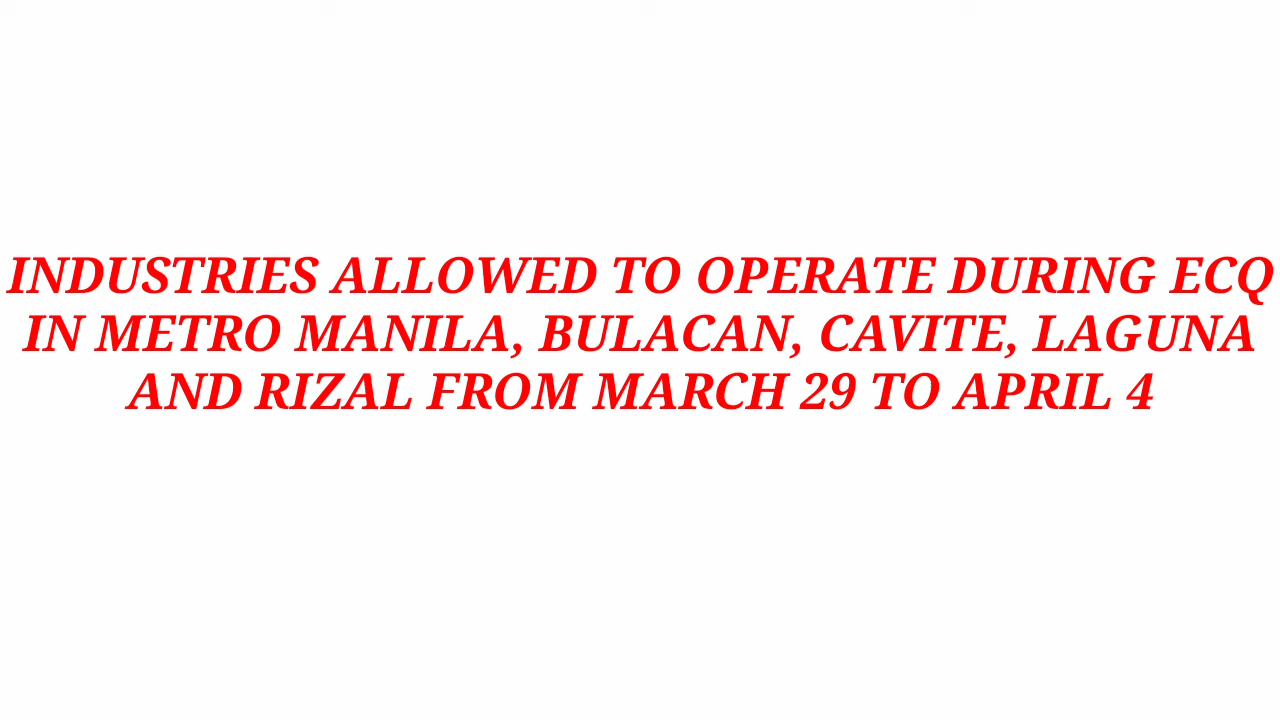 INDUSTRIES ALLOWED TO OPERATE DURING ECQ
IN METRO MANILA, BULACAN, CAVITE, LAGUNA
AND RIZAL FROM MARCH 29 TO APRIL 4